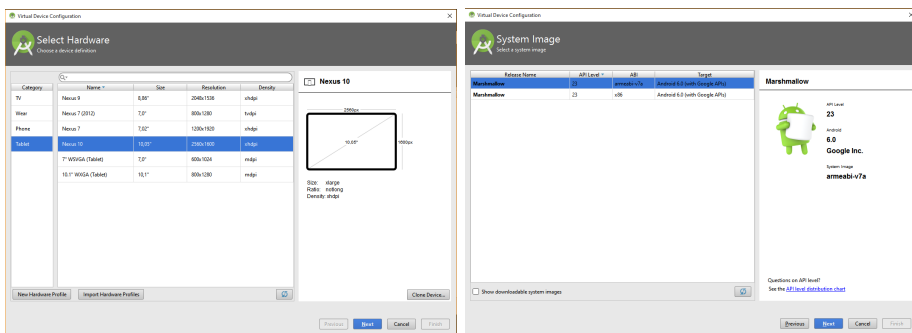 Virtual Device Configuration
Select Hardware
Choose a device definition
Category Name Size Resolution Density
TV Nexus 9 8,86" 2048x1536 xhdpi
Wear Nexus 7 (2012) 7,0" 800x1280 tvdpi
Phone Nexus 7 7,02" 1200x1920 xhdpi
Tablet Nexus 10 10,05" 2560x1600 xhdpi
7" WSVGA (Tablet) 7,0" 600x1024 mdpi
10.1" WXGA (Tablet) 10,1" 800x1280 mdpi
Nexus 10
2560px
10.05"
1600px
Size: xlarge
Ratio: notlong
Density: xhdpi
New Hardware Profile Import Hardware Profiles Clone Device...
Previous Next Cancel Finish
Virtual Device Configuration
System Image
Select a system image
Release Name API Level ABI Target
Marshmallow 23 armeabi-v7a Android 6.0 (with Google APIs)
Marshmallow 23 x86 Android 6.0 (with Google APIs)
Marshmallow
API Level
23
Android
6.0
Google Inc.
System Image
armeabi-v7a
Questions on API level?
See the API level distribution chart
Show downloadable system images
Previous Next Cancel Finish